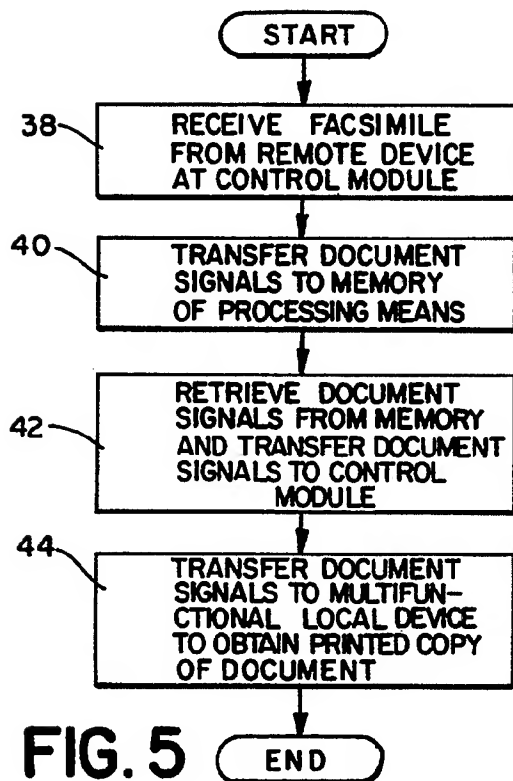 START
38
RECEIVE FACSIMILE
FROM REMOTE DEVICE
AT CONTROL MODULE
40
TRANSFER DOCUMENT
SIGNALS TO MEMORY
OF PROCESSING MEANS
42
RETRIEVE DOCUMENT
SIGNALS FROM MEMORY
AND TRANSFER DOCUMENT
SIGNALS TO CONTROL
MODULE
44
TRANSFER DOCUMENT
SIGNALS TO MULTIFUN-
CTIONAL LOCAL DEVICE
TO OBTAIN PRINTED COPY
OF DOCUMENT
FIG. 5
END